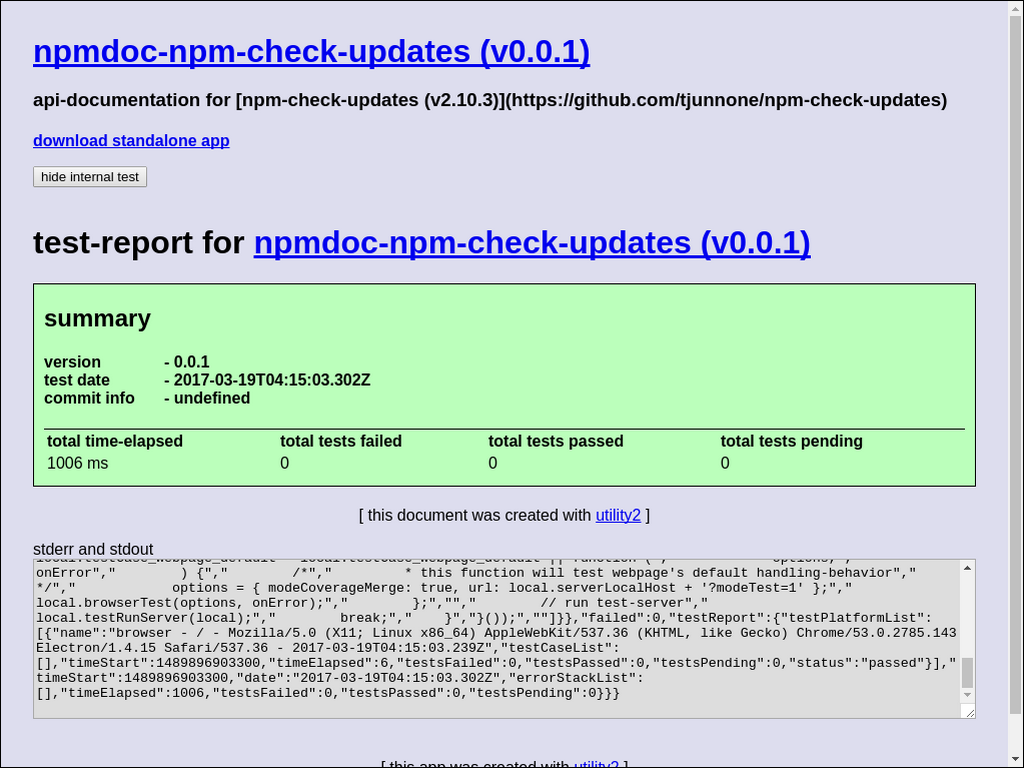 npmdoc-npm-check-updates (v0.0.1)
api-documentation for [npm-check-updates (v2.10.3)](https://github.com/tjunnone/npm-check-updates)
download standalone app
hide internal test
test-report for npmdoc-npm-check-updates (v0.0.1)
summary
version - 0.0.1
test date - 2017-03-19T04:15:03.302Z
commit info - undefined
total time-elapsed total tests failed total tests passed total tests pending
1006 ms 0 0 0
[ this document was created with utility2 ]
stderr and stdout
onError","        ) {","        /*","         * this function will test webpage's default handling-behavior","
*/","            options = { modeCoverageMerge: true, url: local.serverLocalHost + '?modeTest=1' };","
local.browserTest(options, onError);","        };","","        // run test-server","
local.testRunServer(local);","        break;","    }","}());",""]}},"failed":0,"testReport":{"testPlatformList":
[{"name":"browser - / - Mozilla/5.0 (X11; Linux x86_64) AppleWebKit/537.36 (KHTML, like Gecko) Chrome/53.0.2785.143
Electron/1.4.15 Safari/537.36 - 2017-03-19T04:15:03.239Z","testCaseList":
[],"timeStart":1489896903300,"timeElapsed":6,"testsFailed":0,"testsPassed":0,"testsPending":0,"status":"passed"}],"
timeStart":1489896903300,"date":"2017-03-19T04:15:03.302Z","errorStackList":
[],"timeElapsed":1006,"testsFailed":0,"testsPassed":0,"testsPending":0}}}
[ this app was created with utility2 ]